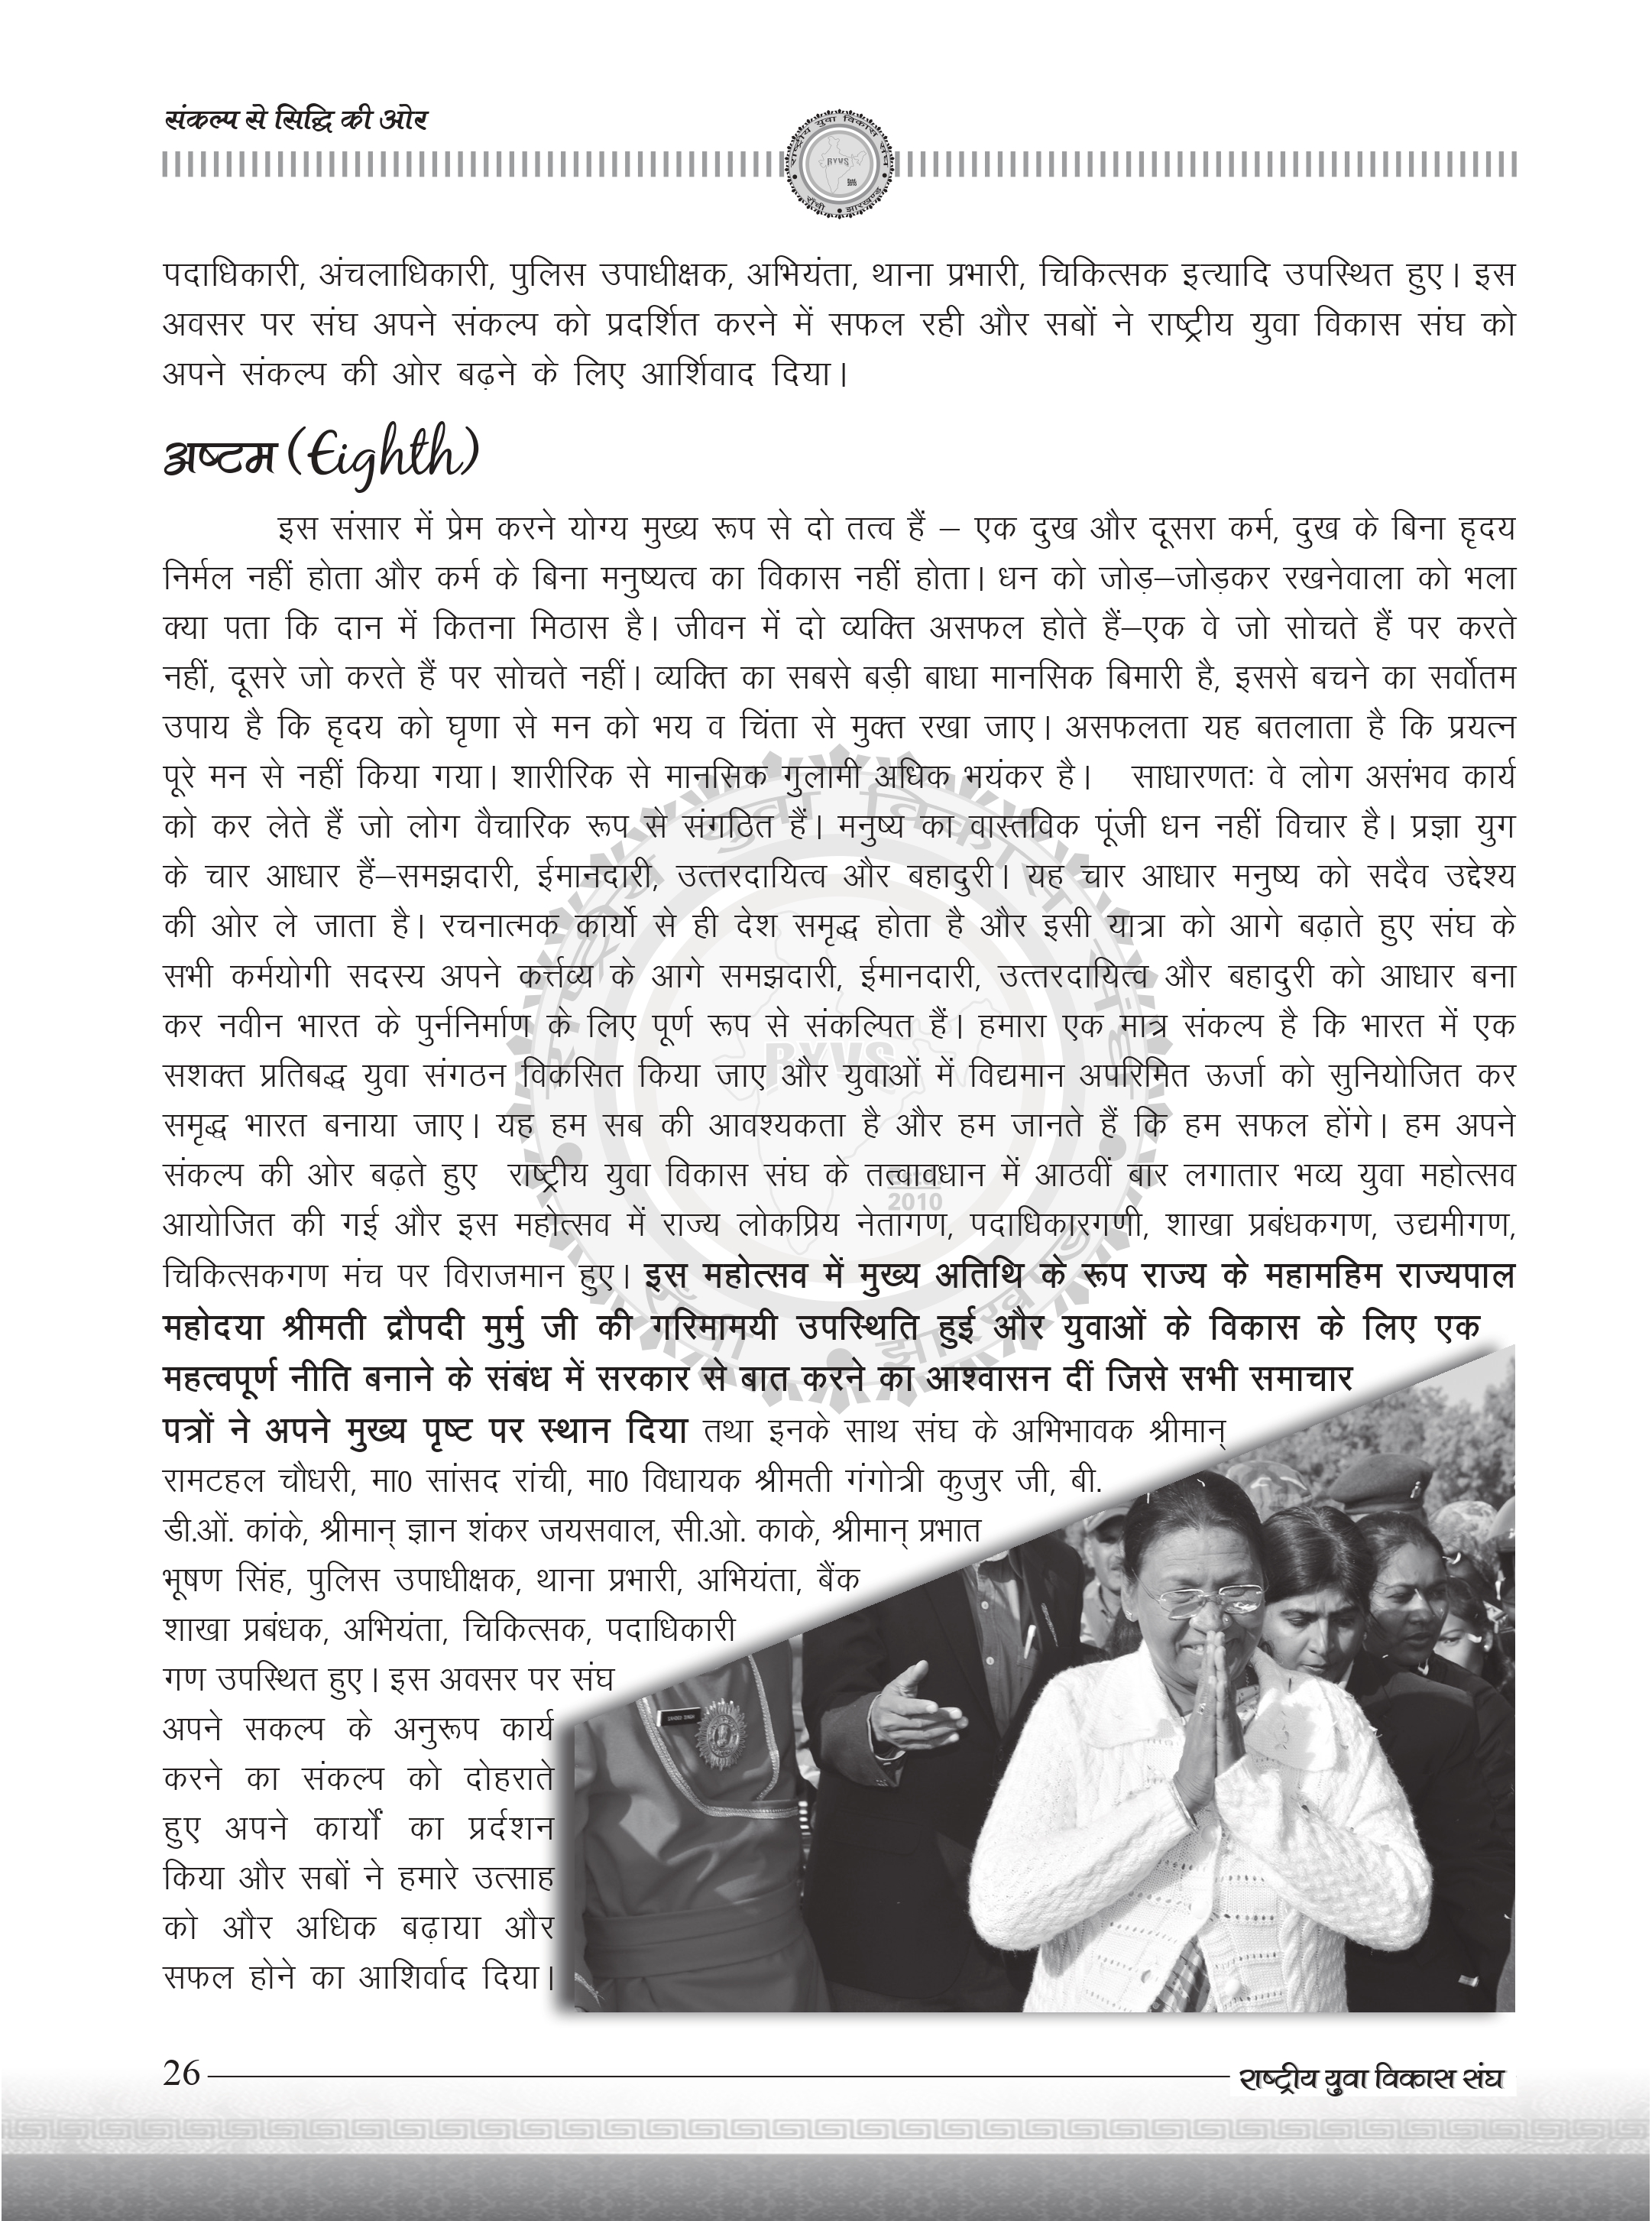 संकल्प से सिद्धि की ओर
राष्ट्रीय युवा विकास संघ
RYVS
राँची • झारखण्ड
पदाधिकारी, अंचलाधिकारी, पुलिस उपाधीक्षक, अभियंता, थाना प्रभारी, चिकित्सक इत्यादि उपस्थित हुए। इस
अवसर पर संघ अपने संकल्प को प्रदर्शित करने में सफल रही और सबों ने राष्ट्रीय युवा विकास संघ को
अपने संकल्प की ओर बढ़ने के लिए आर्शिवाद दिया।
अष्टम (Eighth)
इस संसार में प्रेम करने योग्य मुख्य रूप से दो तत्व हैं – एक दुख और दूसरा कर्म, दुख के बिना हृदय
निर्मल नहीं होता और कर्म के बिना मनुष्यत्व का विकास नहीं होता। धन को जोड़–जोड़कर रखनेवाला को भला
क्या पता कि दान में कितना मिठास है। जीवन में दो व्यक्ति असफल होते हैं–एक वे जो सोचते हैं पर करते
नहीं, दूसरे जो करते हैं पर सोचते नहीं। व्यक्ति का सबसे बड़ी बाधा मानसिक बिमारी है, इससे बचने का सर्वोतम
उपाय है कि हृदय को घृणा से मन को भय व चिंता से मुक्त रखा जाए। असफलता यह बतलाता है कि प्रयत्न
पूरे मन से नहीं किया गया। शारीरिक से मानसिक गुलामी अधिक भयंकर है। साधारणतः वे लोग असंभव कार्य
को कर लेते हैं जो लोग वैचारिक रूप से संगठित हैं। मनुष्य का वास्तविक पूंजी धन नहीं विचार है। प्रज्ञा युग
के चार आधार हैं–समझदारी, ईमानदारी, उत्तरदायित्व और बहादुरी। यह चार आधार मनुष्य को सदैव उद्देश्य
की ओर ले जाता है। रचनात्मक कार्यो से ही देश समृद्ध होता है और इसी यात्रा को आगे बढ़ाते हुए संघ के
सभी कर्मयोगी सदस्य अपने कर्त्तव्य के आगे समझदारी, ईमानदारी, उत्तरदायित्व और बहादुरी को आधार बना
कर नवीन भारत के पुर्ननिर्माण के लिए पूर्ण रूप से संकल्पित हैं। हमारा एक मात्र संकल्प है कि भारत में एक
सशक्त प्रतिबद्ध युवा संगठन विकसित किया जाए और युवाओं में विद्यमान अपरिमित ऊर्जा को सुनियोजित कर
समृद्ध भारत बनाया जाए। यह हम सब की आवश्यकता है और हम जानते हैं कि हम सफल होंगे। हम अपने
संकल्प की ओर बढ़ते हुए राष्ट्रीय युवा विकास संघ के तत्वावधान में आठवीं बार लगातार भव्य युवा महोत्सव
आयोजित की गई और इस महोत्सव में राज्य लोकप्रिय नेतागण, पदाधिकारगणी, शाखा प्रबंधकगण, उद्यमीगण,
चिकित्सकगण मंच पर विराजमान हुए। इस महोत्सव में मुख्य अतिथि के रूप राज्य के महामहिम राज्यपाल
महोदया श्रीमती द्रौपदी मुर्मु जी की गरिमामयी उपस्थिति हुई और युवाओं के विकास के लिए एक
महत्वपूर्ण नीति बनाने के संबंध में सरकार से बात करने का आश्वासन दीं जिसे सभी समाचार
पत्रों ने अपने मुख्य पृष्ट पर स्थान दिया तथा इनके साथ संघ के अभिभावक श्रीमान्
रामटहल चौधरी, मा0 सांसद रांची, मा0 विधायक श्रीमती गंगोत्री कुजुर जी, बी.
डी.ओं. कांके, श्रीमान् ज्ञान शंकर जयसवाल, सी.ओ. काके, श्रीमान् प्रभात
भूषण सिंह, पुलिस उपाधीक्षक, थाना प्रभारी, अभियंता, बैंक
शाखा प्रबंधक, अभियंता, चिकित्सक, पदाधिकारी
गण उपस्थित हुए। इस अवसर पर संघ
अपने सकल्प के अनुरूप कार्य
करने का संकल्प को दोहराते
हुए अपने कार्यों का प्रर्दशन
किया और सबों ने हमारे उत्साह
को और अधिक बढ़ाया और
सफल होने का आशिर्वाद दिया।
राष्ट्रीय युवा विकास संघ
RYVS
Estd.
2010
राँची • झारखण्ड
26
राष्ट्रीय युवा विकास संघ